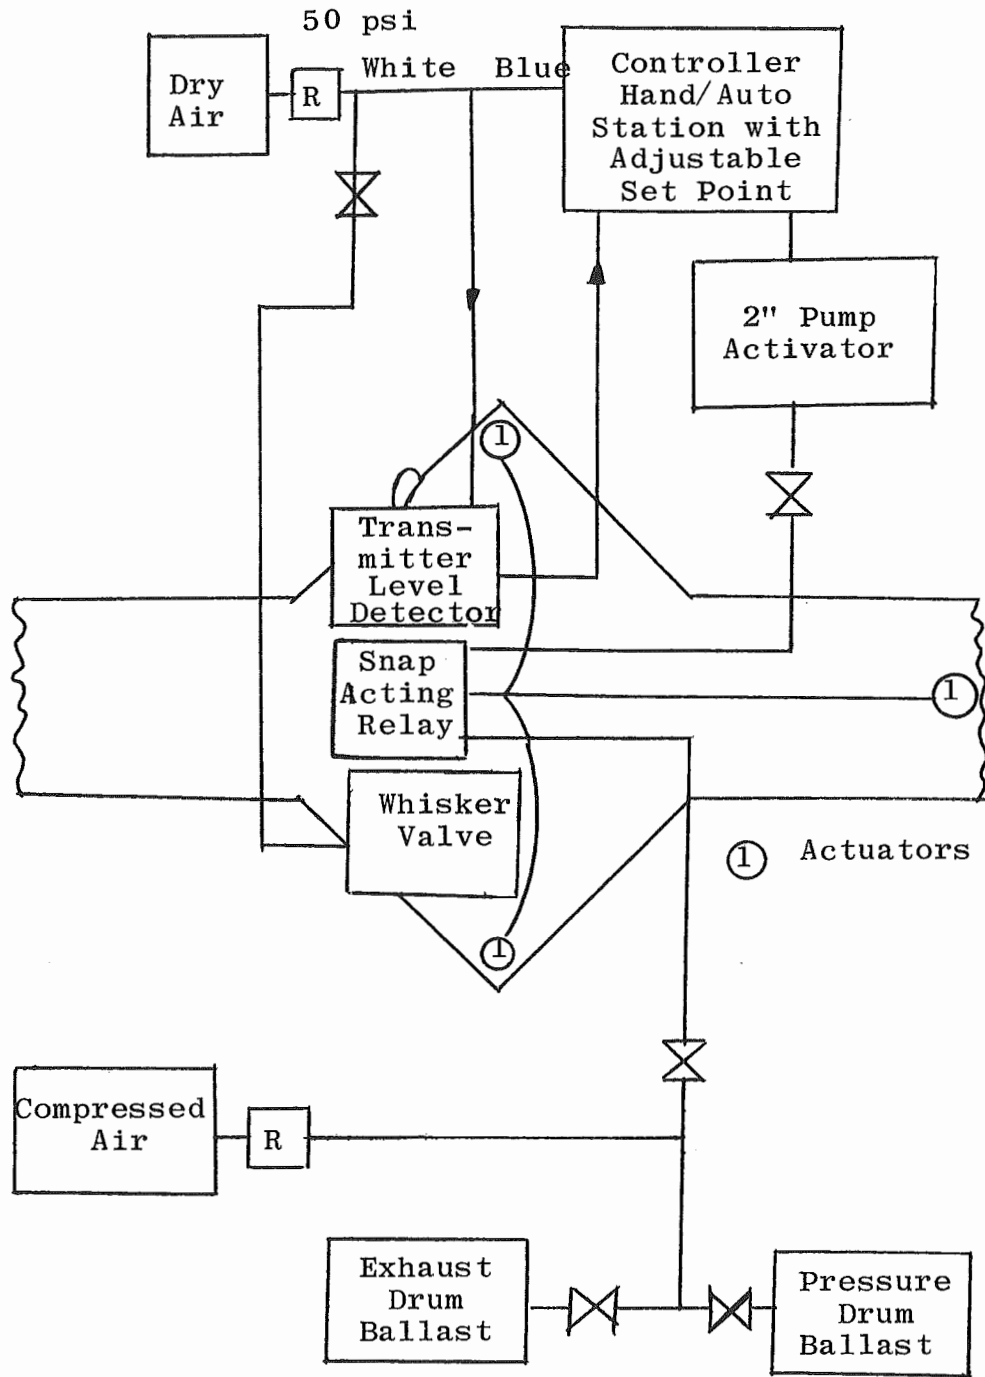 50 psi
Dry
Air
R
White Blue
Controller
Hand/Auto
Station with
Adjustable
Set Point
2" Pump
Activator
1
Trans-
mitter
Level
Detector
Snap
Acting
Relay
1
Whisker
Valve
1 Actuators
1
Compressed
Air
R
Exhaust
Drum
Ballast
Pressure
Drum
Ballast